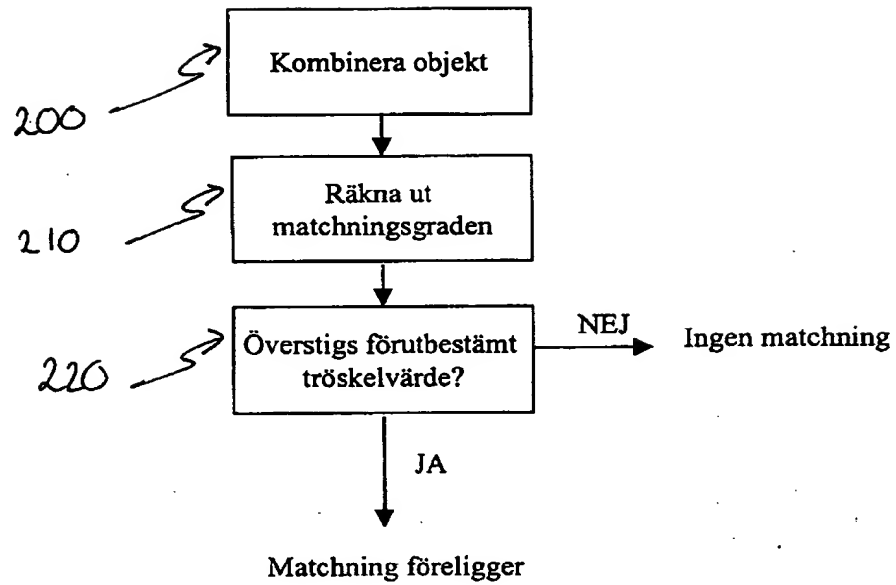 Kombinera objekt
200
Räkna ut
matchningsgraden
210
Överstigs förutbestämt
tröskelvärde?
220
NEJ
Ingen matchning
JA
Matchning föreligger